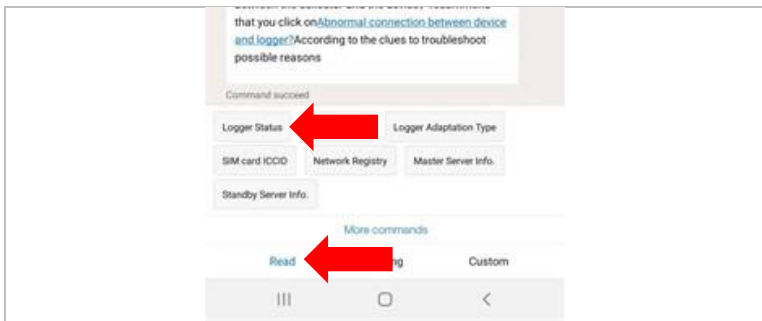 that you click onAbnormal connection between device
and logger?According to the clues to troubleshoot
possible reasons
Command succeed
Logger Status Logger Adaptation Type
SIM card ICCID Network Registry Master Server Info.
Standby Server Info.
More commands
Read ng Custom